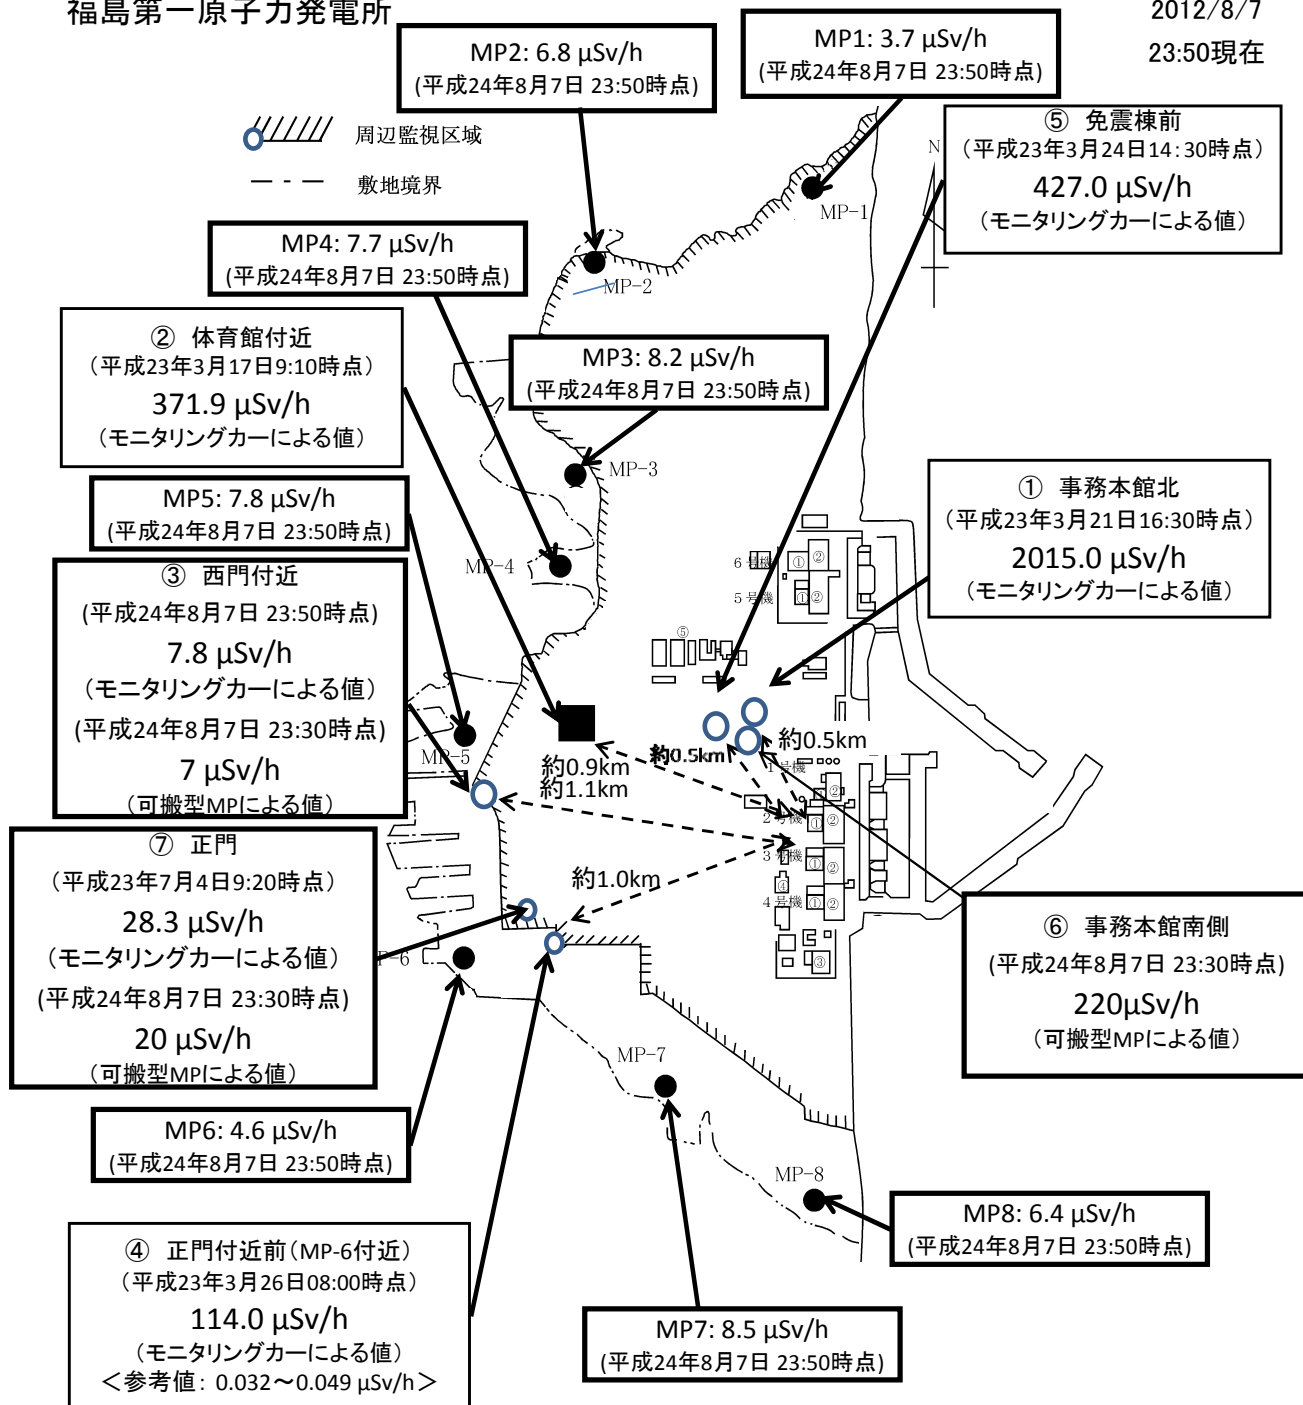 福島第一原子力発電所
2012/8/7
23:50現在
MP2: 6.8 μSv/h
(平成24年8月7日 23:50時点)
MP1: 3.7 μSv/h
(平成24年8月7日 23:50時点)
周辺監視区域
敷地境界
⑤ 免震棟前
(平成23年3月24日14:30時点)
427.0 μSv/h
(モニタリングカーによる値)
N
MP-1
MP4: 7.7 μSv/h
(平成24年8月7日 23:50時点)
MP-2
② 体育館付近
(平成23年3月17日9:10時点)
371.9 μSv/h
(モニタリングカーによる値)
MP3: 8.2 μSv/h
(平成24年8月7日 23:50時点)
MP-3
MP5: 7.8 μSv/h
(平成24年8月7日 23:50時点)
① 事務本館北
(平成23年3月21日16:30時点)
2015.0 μSv/h
(モニタリングカーによる値)
MP-4
6号機
① ②
5号機
① ②
③ 西門付近
(平成24年8月7日 23:50時点)
7.8 μSv/h
(モニタリングカーによる値)
(平成24年8月7日 23:30時点)
7 μSv/h
(可搬型MPによる値)
⑤
MP-5
約0.9km
約1.1km
約0.5km
約0.5km
1号機
②
2号機
① ②
3号機
① ②
④
4号機
① ②
③
約1.0km
⑦ 正門
(平成23年7月4日9:20時点)
28.3 μSv/h
(モニタリングカーによる値)
(平成24年8月7日 23:30時点)
20 μSv/h
(可搬型MPによる値)
P-6
⑥ 事務本館南側
(平成24年8月7日 23:30時点)
220μSv/h
(可搬型MPによる値)
MP-7
MP6: 4.6 μSv/h
(平成24年8月7日 23:50時点)
MP-8
MP8: 6.4 μSv/h
(平成24年8月7日 23:50時点)
④ 正門付近前(MP-6付近)
(平成23年3月26日08:00時点)
114.0 μSv/h
(モニタリングカーによる値)
<参考値: 0.032~0.049 μSv/h>
MP7: 8.5 μSv/h
(平成24年8月7日 23:50時点)